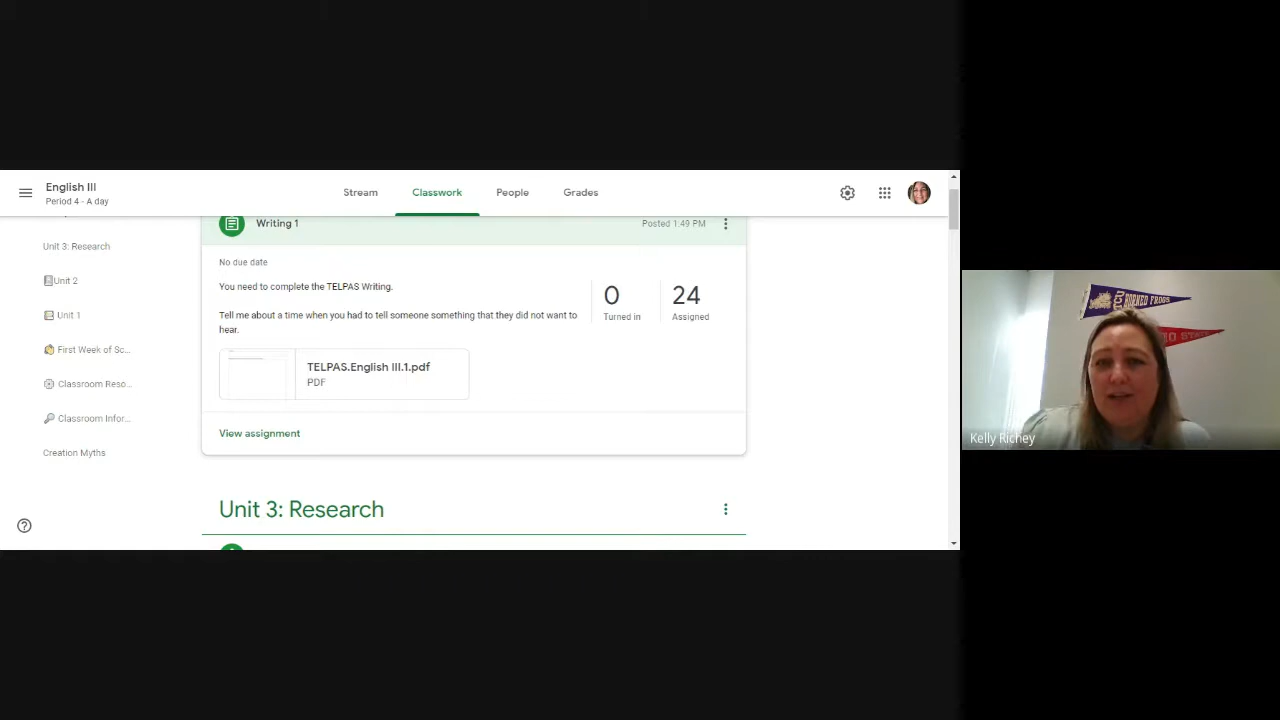 English III
Period 4 - A day
Stream
Classwork
People
Grades
Unit 3: Research
Unit 2
Unit 1
First Week of Sc...
Classroom Reso...
Classroom Infor...
Creation Myths
Writing 1
Posted 1:49 PM
No due date
You need to complete the TELPAS Writing.
Tell me about a time when you had to tell someone something that they did not want to
hear.
0
Turned in
24
Assigned
TELPAS.English III.1.pdf
PDF
View assignment
Unit 3: Research
TCU
HORNED FROGS
STATE
Kelly Richey